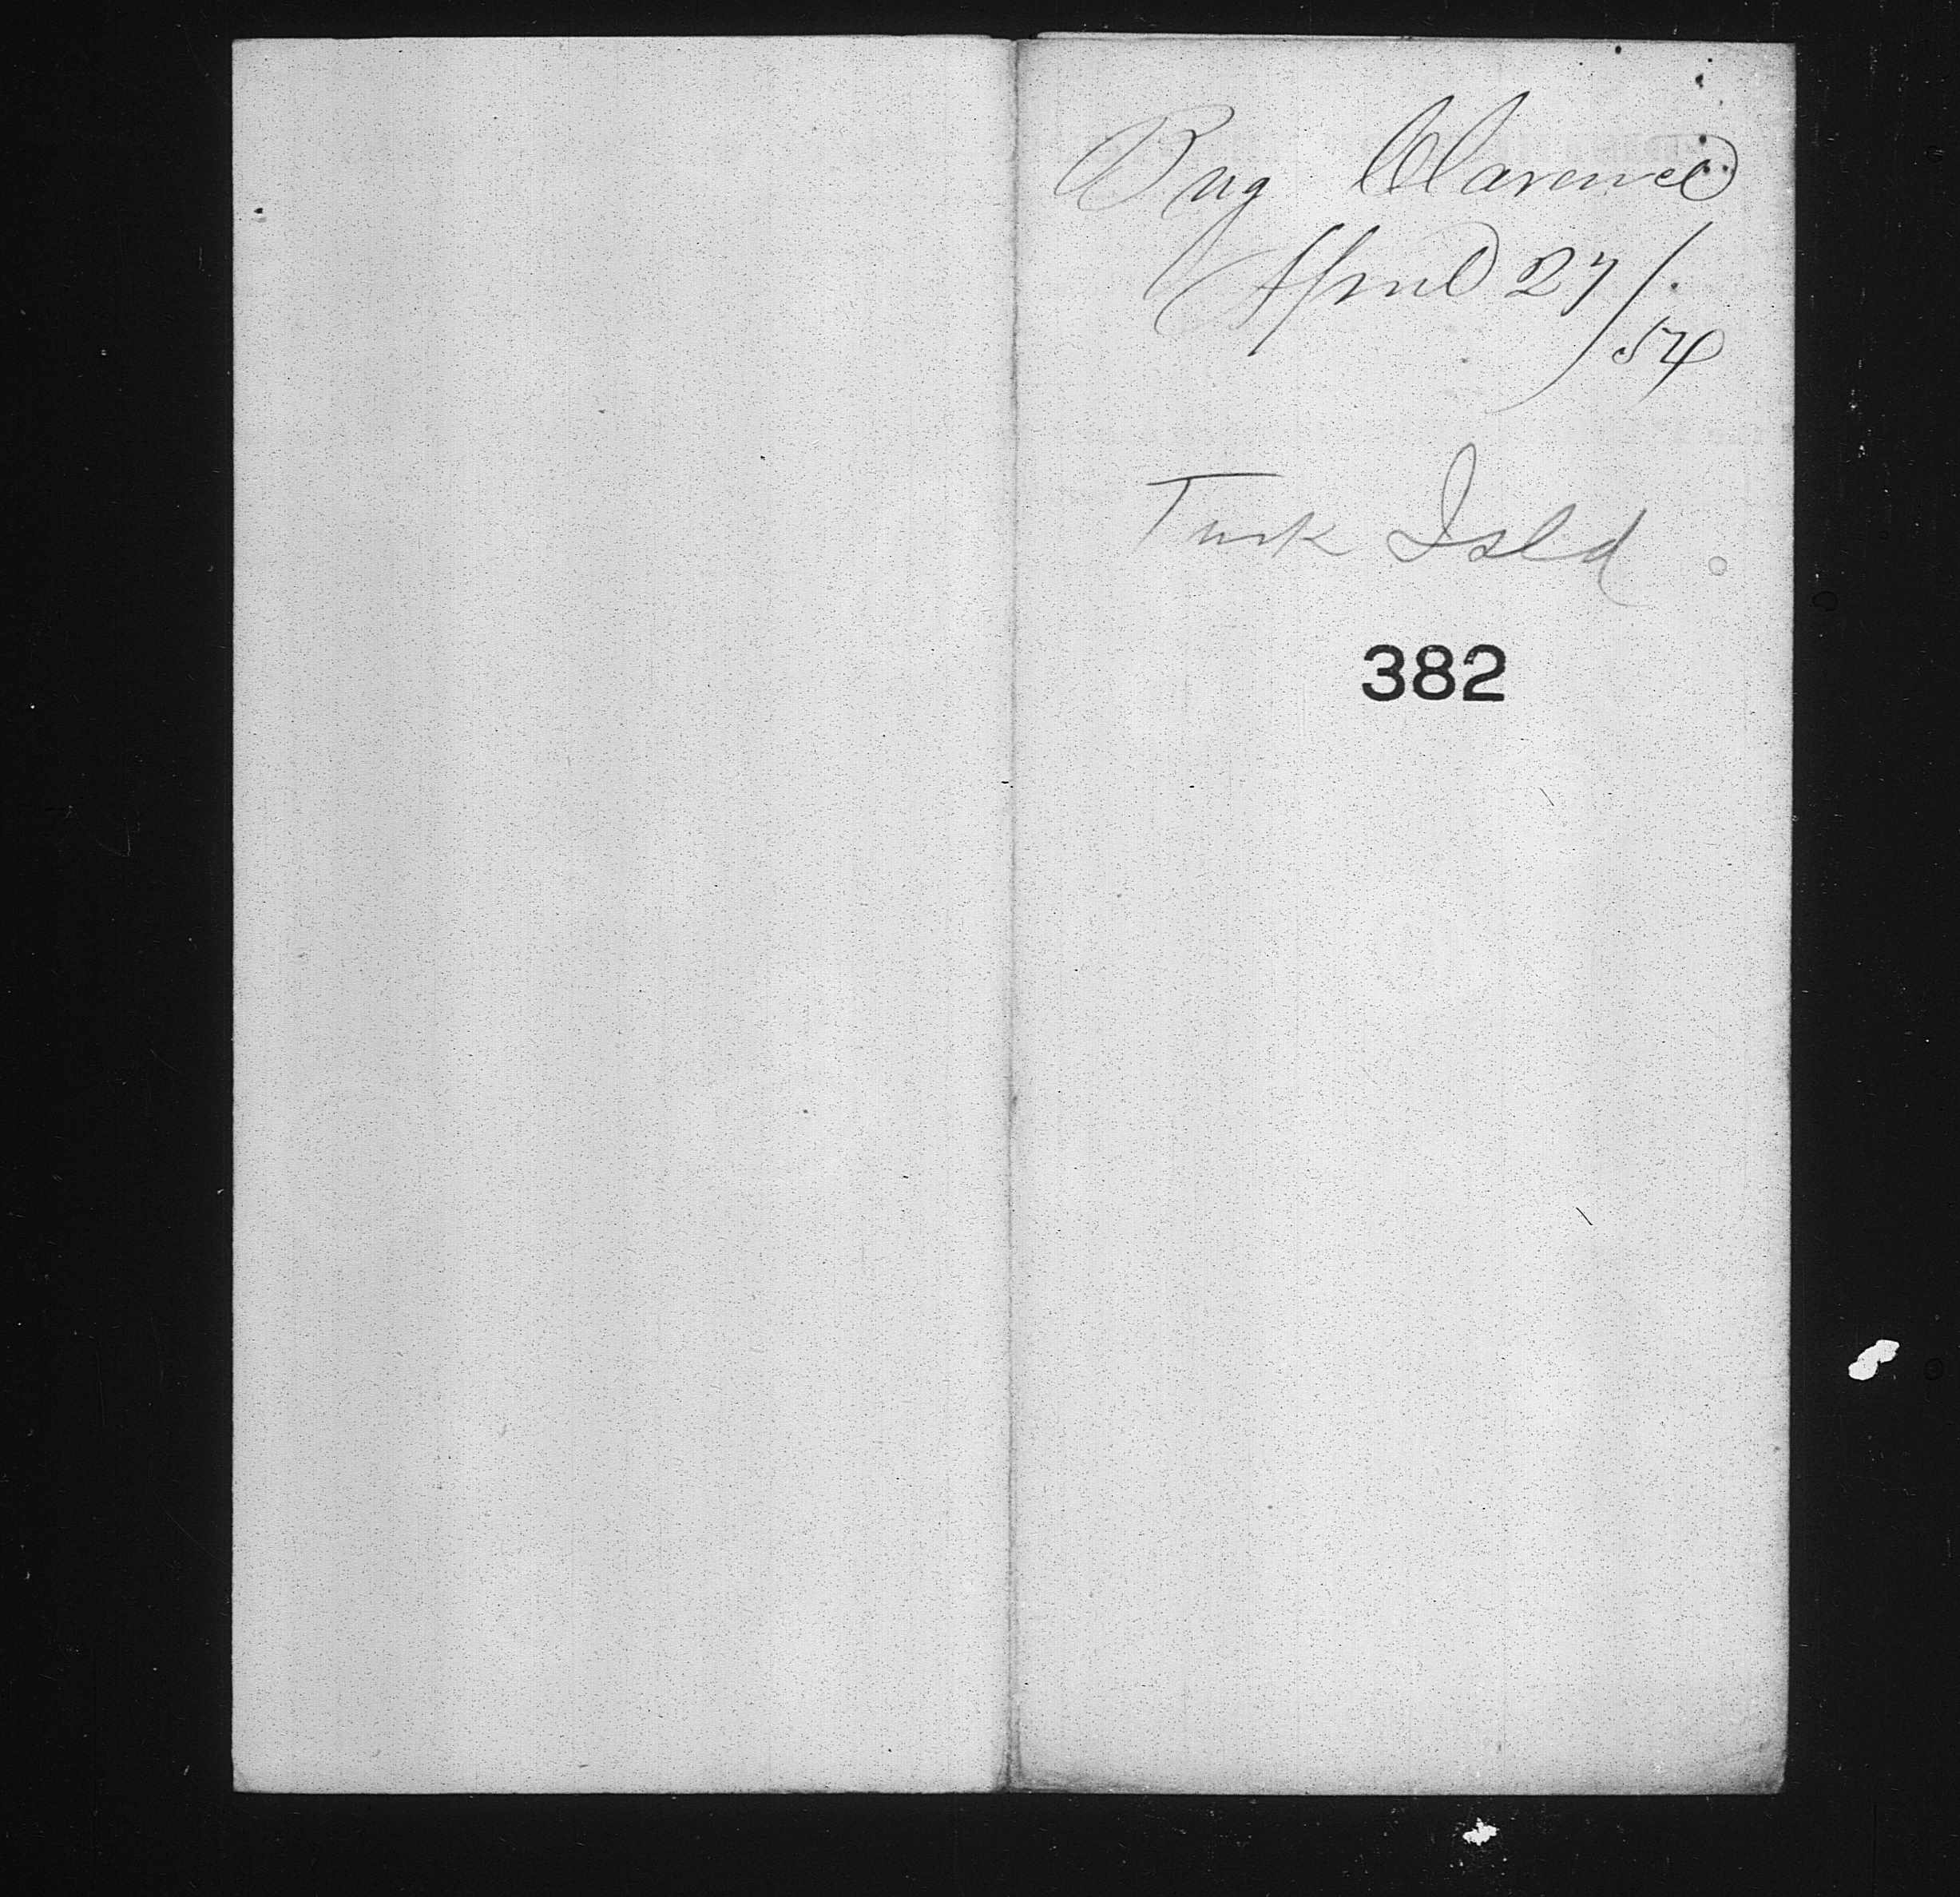 Brig Clarence
April 27/
54
Turk Isld.
382